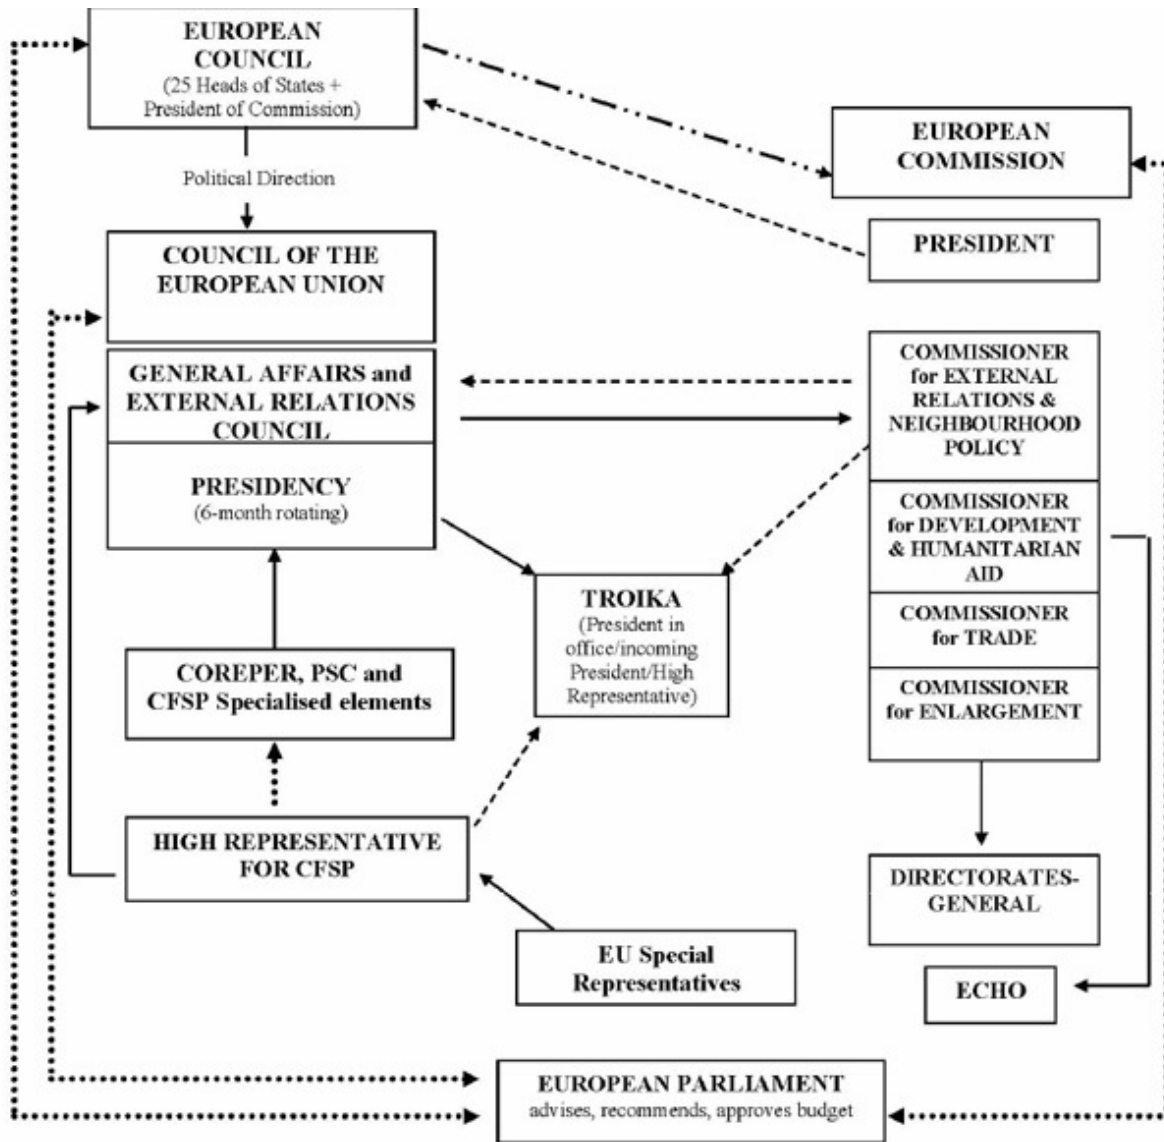 EUROPEAN
COUNCIL
(25 Heads of States +
President of Commission)
EUROPEAN
COMMISSION
Political Direction
PRESIDENT
COUNCIL OF THE
EUROPEAN UNION
GENERAL AFFAIRS and
EXTERNAL RELATIONS
COUNCIL
PRESIDENCY
(6-month rotating)
COMMISSIONER
for EXTERNAL
RELATIONS &
NEIGHBOURHOOD
POLICY
COMMISSIONER
for DEVELOPMENT
& HUMANITARIAN
AID
COMMISSIONER
for TRADE
COMMISSIONER
for ENLARGEMENT
TROIKA
(President in
office/incoming
President/High
Representative)
COREPER, PSC and
CFSP Specialised elements
HIGH REPRESENTATIVE
FOR CFSP
DIRECTORATES-
GENERAL
EU Special
Representatives
ECHO
EUROPEAN PARLIAMENT
advises, recommends, approves budget